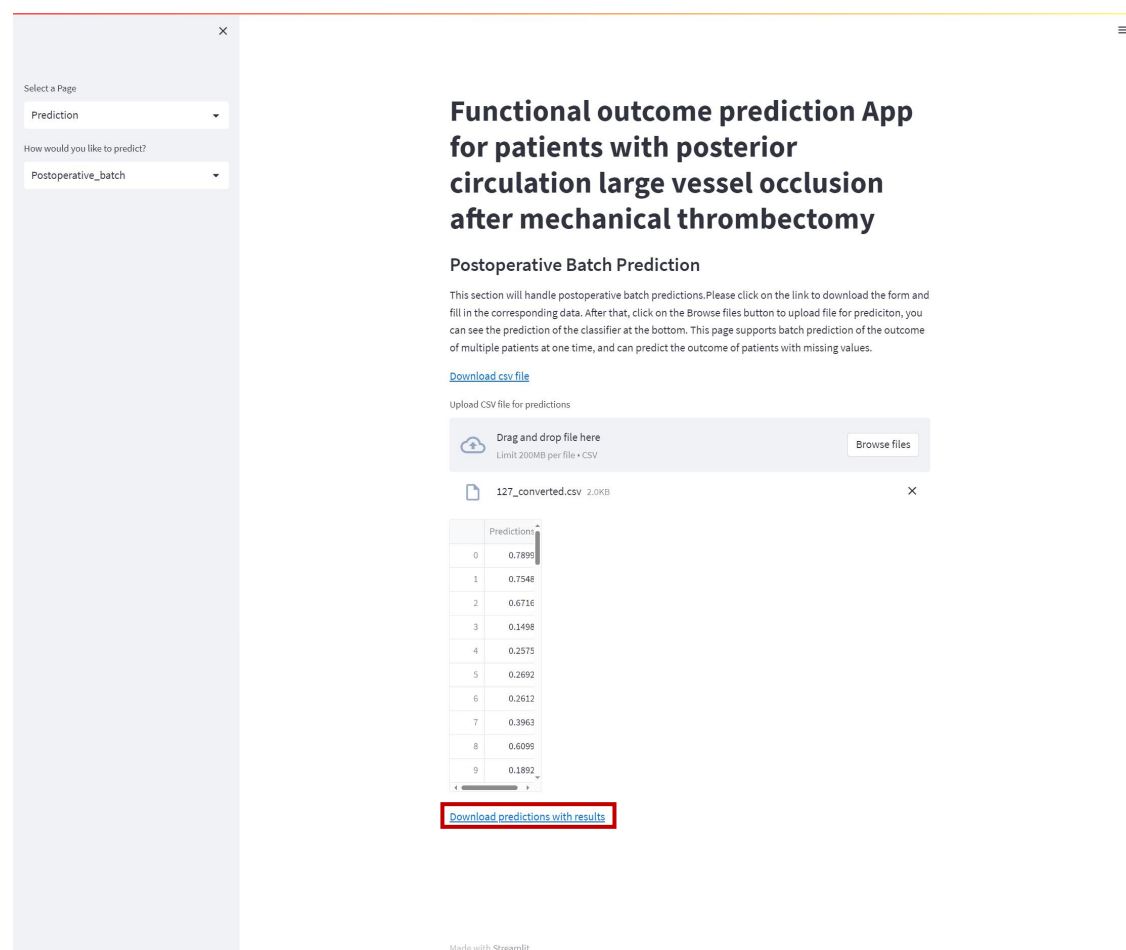 ×
≡
Select a Page
Prediction
How would you like to predict?
Postoperative_batch
Functional outcome prediction App
for patients with posterior
circulation large vessel occlusion
after mechanical thrombectomy
Postoperative Batch Prediction
This section will handle postoperative batch predictions.Please click on the link to download the form and
fill in the corresponding data. After that, click on the Browse files button to upload file for prediciton, you
can see the prediction of the classifier at the bottom. This page supports batch prediction of the outcome
of multiple patients at one time, and can predict the outcome of patients with missing values.
Download csv file
Upload CSV file for predictions
Drag and drop file here
Limit 200MB per file • CSV
Browse files
127_converted.csv 2.0KB
×
Predictions
0 0.7899
1 0.7548
2 0.6716
3 0.1498
4 0.2575
5 0.2692
6 0.2612
7 0.3963
8 0.6099
9 0.1892
Download predictions with results
Made with Streamlit